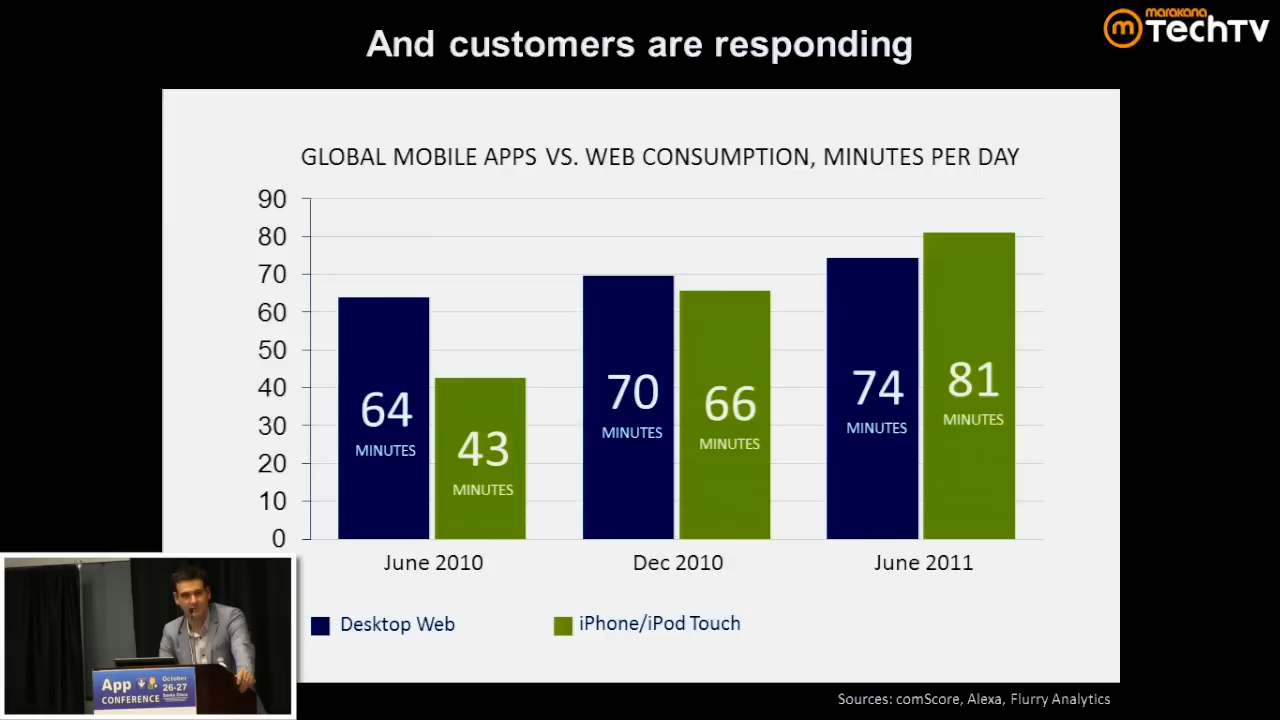 And customers are responding
marakana
TechTV
GLOBAL MOBILE APPS VS. WEB CONSUMPTION, MINUTES PER DAY
90
80
70
60
50
40
30
20
10
0
64
MINUTES
43
MINUTES
70
MINUTES
66
MINUTES
74
MINUTES
81
MINUTES
June 2010
Dec 2010
June 2011
Desktop Web
iPhone/iPod Touch
App
CONFERENCE
October
26-27
Santa Clara
Sources: comScore, Alexa, Flurry Analytics